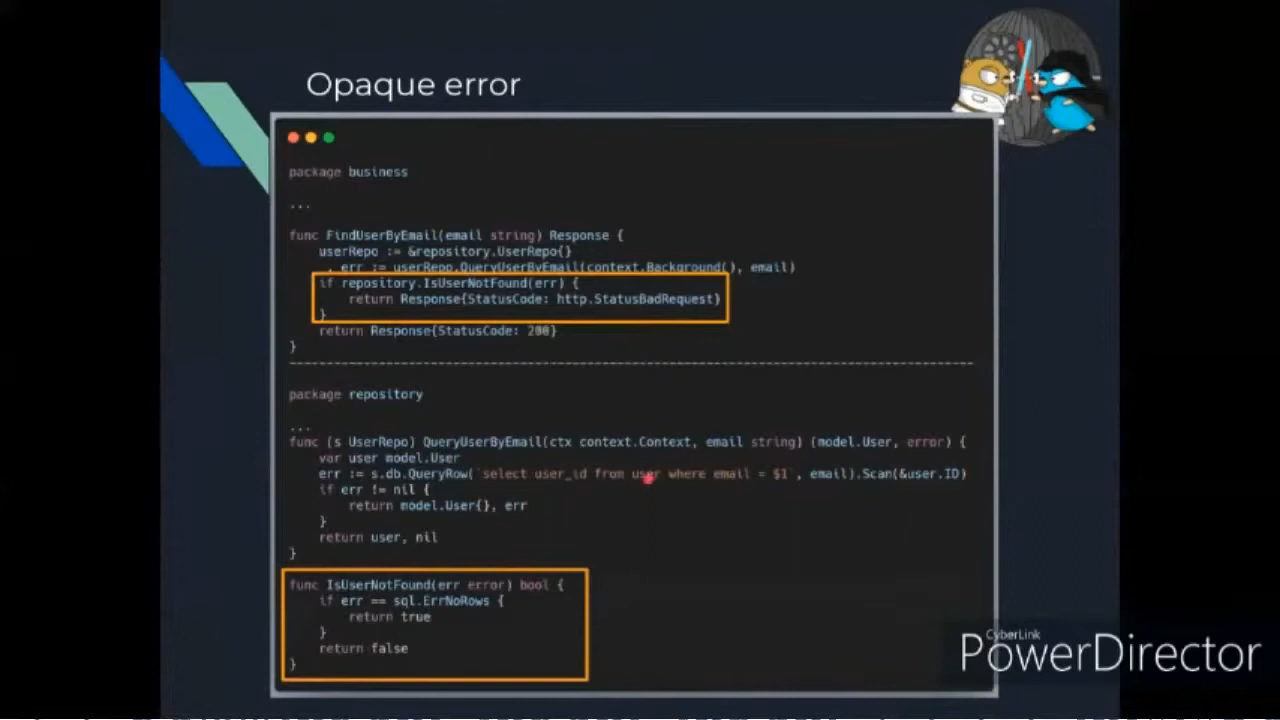 Opaque error
package business
...
func FindUserByEmail(email string) Response {
userRepo := &repository.UserRepo{}
_, err := userRepo.QueryUserByEmail(context.Background(), email)
if repository.IsUserNotFound(err) {
return Response{StatusCode: http.StatusBadRequest}
}
return Response{StatusCode: 200}
}
--------------------------------------------------------------------------------------------
package repository
...
func (s UserRepo) QueryUserByEmail(ctx context.Context, email string) (model.User, error) {
var user model.User
err := s.db.QueryRow(`select user_id from user where email = $1`, email).Scan(&user.ID)
if err != nil {
return model.User{}, err
}
return user, nil
}
func IsUserNotFound(err error) bool {
if err == sql.ErrNoRows {
return true
}
return false
}
CyberLink
PowerDirector